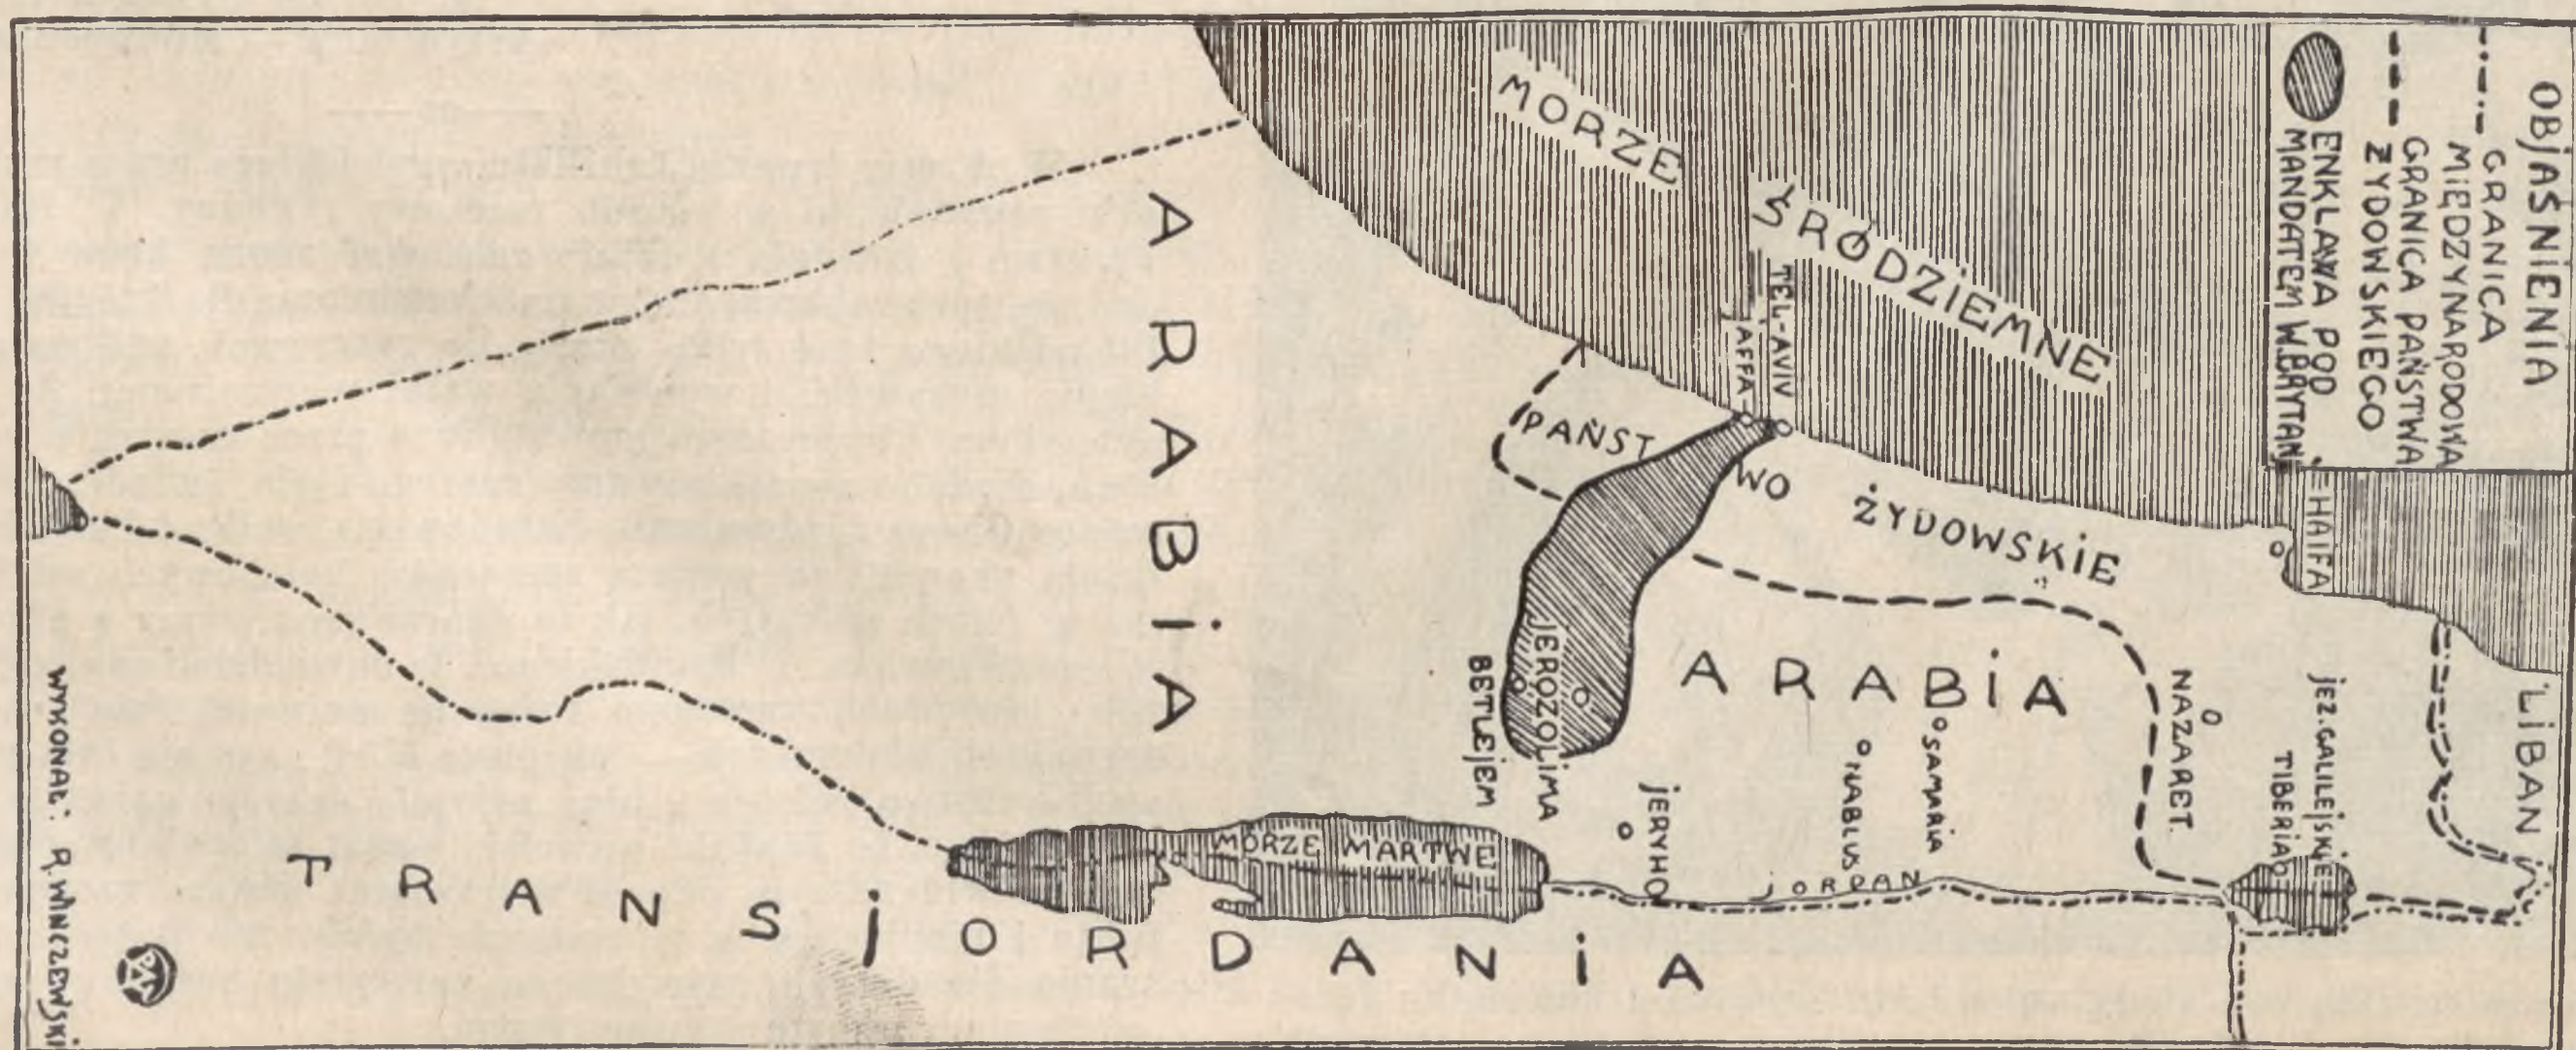 OBJAŚNIENIA
GRANICA
MIĘDZYNARODOWA
GRANICA PAŃSTWA
ŻYDOWSKIEGO
ENKLAWA POD
MANDATEM W.BRYTANJI
MORZE ŚRÓDZIEMNE
HAIFA
LIBAN
TEL-AVIV
JAFFA
PAŃSTWO ŻYDOWSKIE
JEZ. GALILEJSKIE
TIBERIAD
NAZARET.
ARABIA
SAMARIA
NABLUS
JORDAN
JERYHO
JEROZOLIMA
BETLEJEM
MORZE MARTWE
ARABIA
TRANSJORDANIA
WYKONAŁ: R. WINCZEWSKI